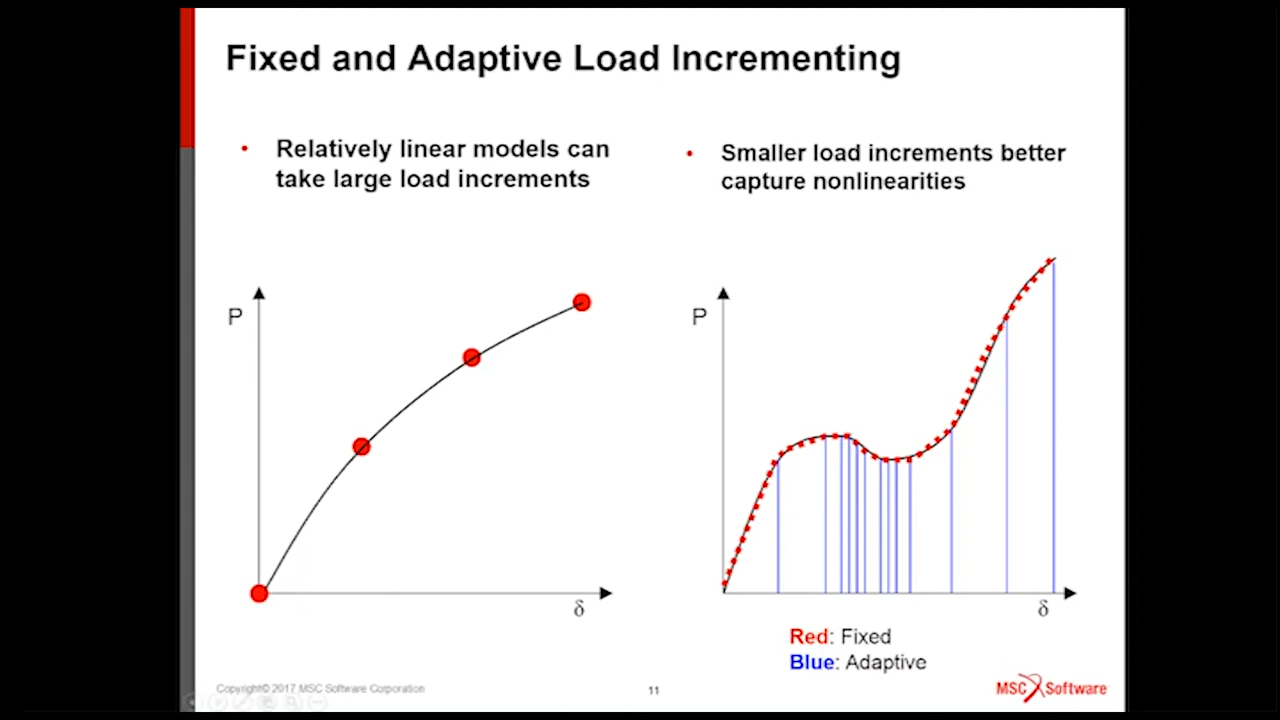 Fixed and Adaptive Load Incrementing
• Relatively linear models can
take large load increments
• Smaller load increments better
capture nonlinearities
P
δ
P
δ
Red: Fixed
Blue: Adaptive
Copyright© 2017 MSC Software Corporation
11
MSC Software